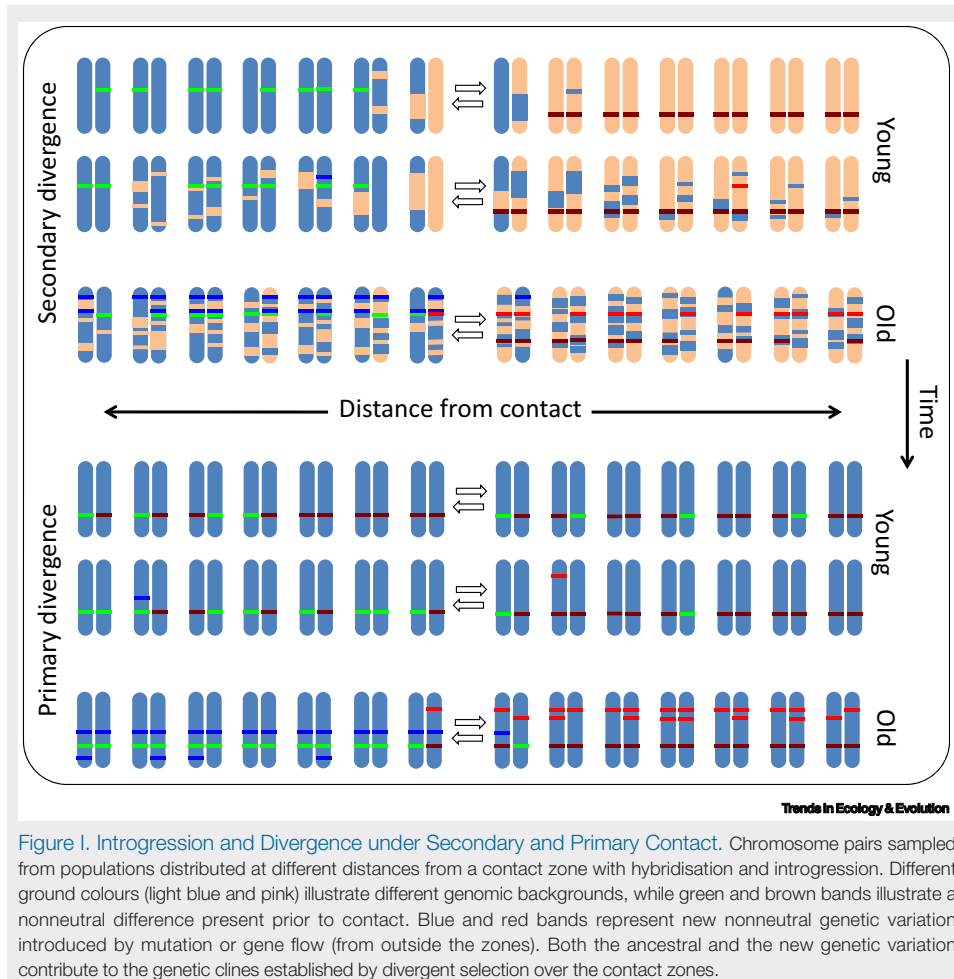 Secondary divergence
Young
Old
Distance from contact
Time
Primary divergence
Young
Old
Trends in Ecology & Evolution
Figure I. Introgression and Divergence under Secondary and Primary Contact. Chromosome pairs sampled
from populations distributed at different distances from a contact zone with hybridisation and introgression. Different
ground colours (light blue and pink) illustrate different genomic backgrounds, while green and brown bands illustrate a
nonneutral difference present prior to contact. Blue and red bands represent new nonneutral genetic variation
introduced by mutation or gene flow (from outside the zones). Both the ancestral and the new genetic variation
contribute to the genetic clines established by divergent selection over the contact zones.